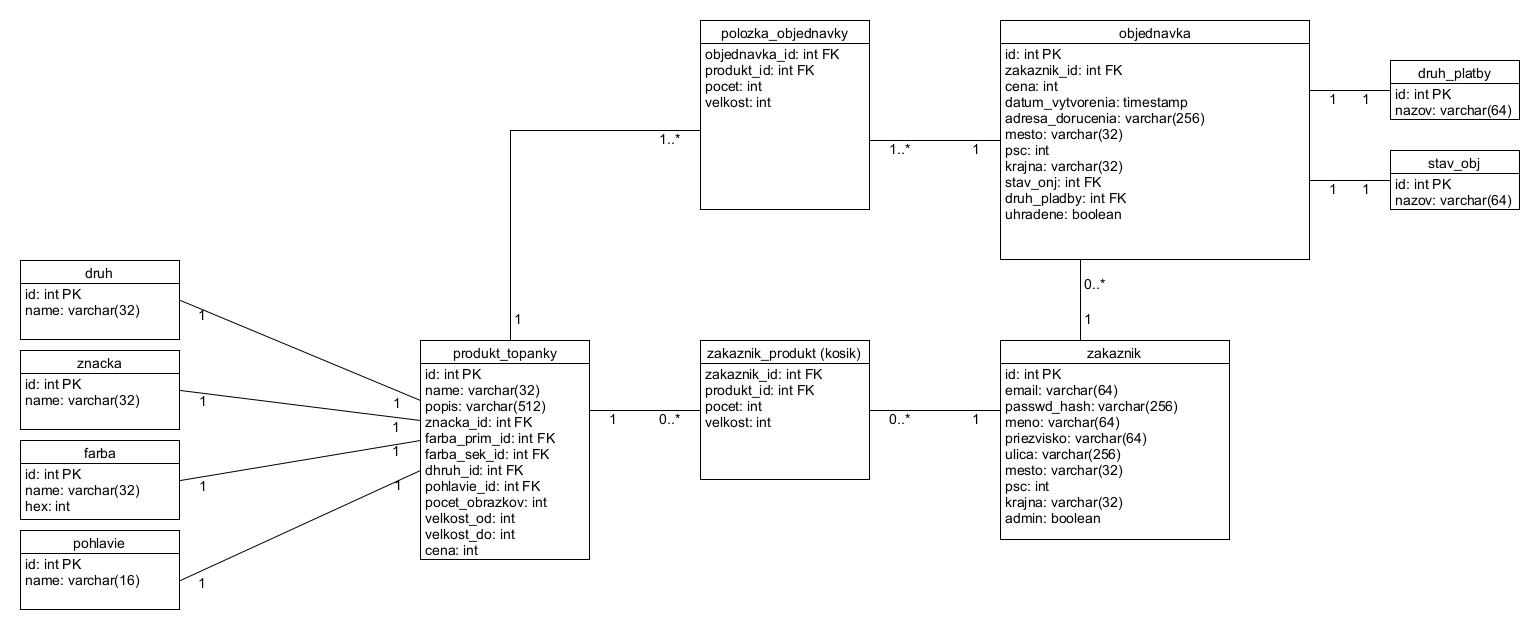 polozka_objednavky
objednavka_id: int FK
produkt_id: int FK
pocet: int
velkost: int
1..*
1..*
1
objednavka
id: int PK
zakaznik_id: int FK
cena: int
datum_vytvorenia: timestamp
adresa_dorucenia: varchar(256)
mesto: varchar(32)
psc: int
krajna: varchar(32)
stav_onj: int FK
druh_pladby: int FK
uhradene: boolean
1
1
druh_platby
id: int PK
nazov: varchar(64)
1
1
stav_obj
id: int PK
nazov: varchar(64)
0..*
1
druh
id: int PK
name: varchar(32)
1
1
znacka
id: int PK
name: varchar(32)
1
1
farba
id: int PK
name: varchar(32)
hex: int
1
1
pohlavie
id: int PK
name: varchar(16)
1
1
1
produkt_topanky
id: int PK
name: varchar(32)
popis: varchar(512)
znacka_id: int FK
farba_prim_id: int FK
farba_sek_id: int FK
dhruh_id: int FK
pohlavie_id: int FK
pocet_obrazkov: int
velkost_od: int
velkost_do: int
cena: int
1
0..*
zakaznik_produkt (kosik)
zakaznik_id: int FK
produkt_id: int FK
pocet: int
velkost: int
0..*
1
zakaznik
id: int PK
email: varchar(64)
passwd_hash: varchar(256)
meno: varchar(64)
priezvisko: varchar(64)
ulica: varchar(256)
mesto: varchar(32)
psc: int
krajna: varchar(32)
admin: boolean